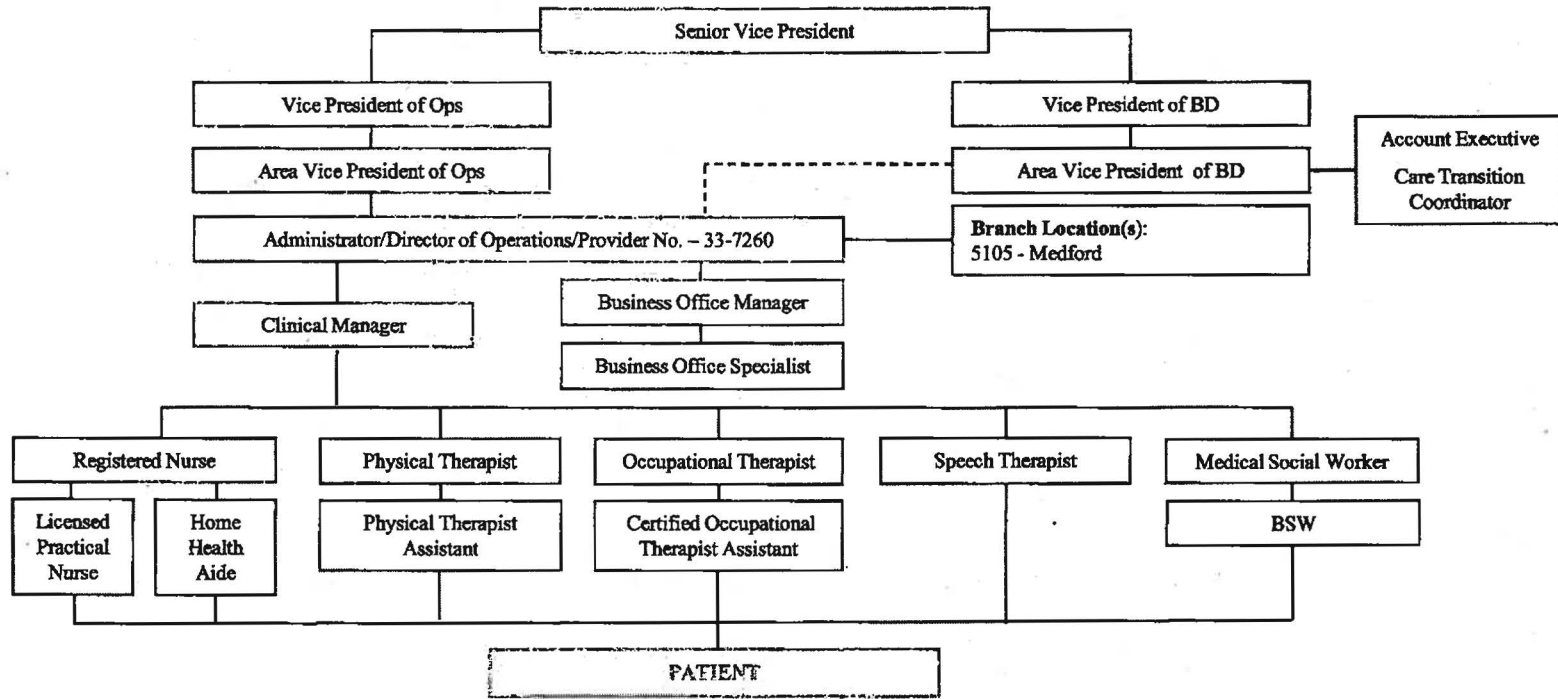 Senior Vice President
Vice President of Ops
Vice President of BD
Account Executive
Care Transition
Coordinator
Area Vice President of Ops
Area Vice President of BD
Administrator/Director of Operations/Provider No. – 33-7260
Branch Location(s):
5105 - Medford
Business Office Manager
Clinical Manager
Business Office Specialist
Registered Nurse
Physical Therapist
Occupational Therapist
Speech Therapist
Medical Social Worker
Licensed
Practical
Nurse
Home
Health
Aide
Physical Therapist
Assistant
Certified Occupational
Therapist Assistant
BSW
PATIENT